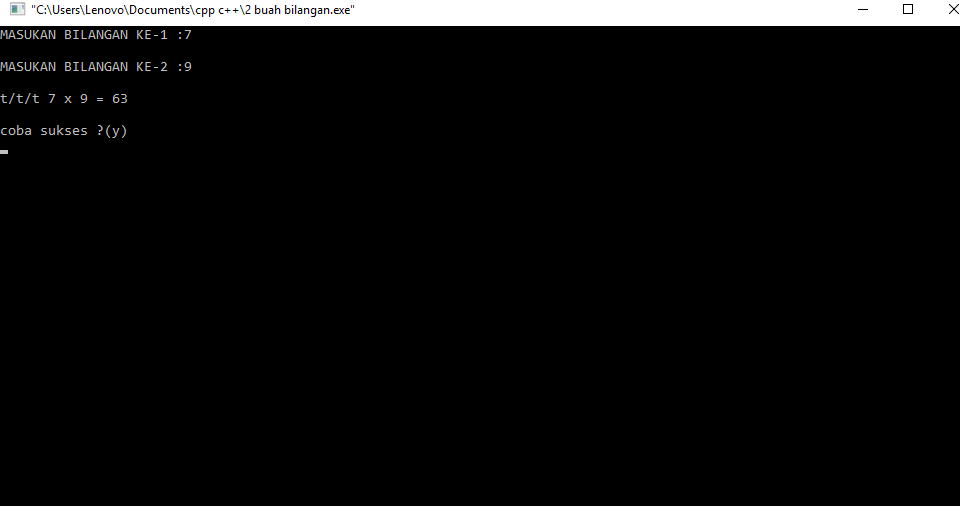 "C:\Users\Lenovo\Documents\cpp c++\2 buah bilangan.exe"
MASUKAN BILANGAN KE-1 :7
MASUKAN BILANGAN KE-2 :9
t/t/t 7 x 9 = 63
coba sukses ?(y)